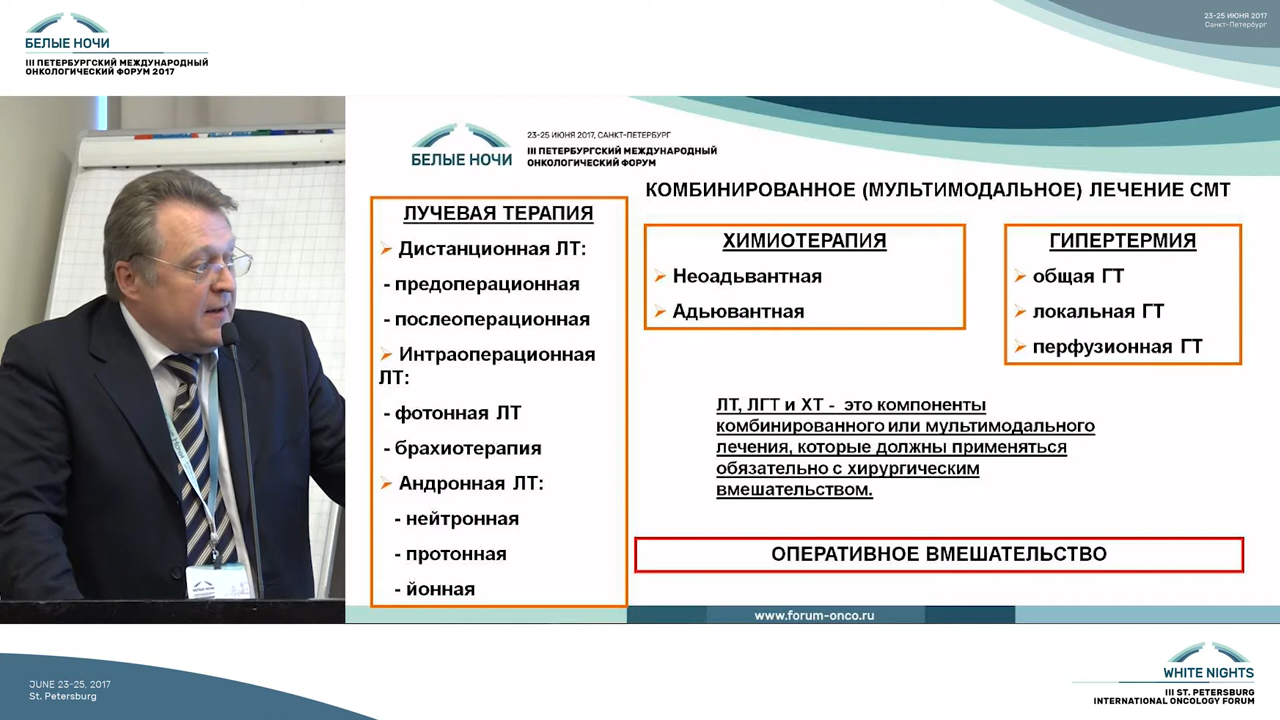 БЕЛЫЕ НОЧИ
III ПЕТЕРБУРГСКИЙ МЕЖДУНАРОДНЫЙ
ОНКОЛОГИЧЕСКИЙ ФОРУМ 2017
23-25 ИЮНЯ 2017
Санкт-Петербург
БЕЛЫЕ НОЧИ
23-25 ИЮНЯ 2017, САНКТ-ПЕТЕРБУРГ
III ПЕТЕРБУРГСКИЙ МЕЖДУНАРОДНЫЙ
ОНКОЛОГИЧЕСКИЙ ФОРУМ
КОМБИНИРОВАННОЕ (МУЛЬТИМОДАЛЬНОЕ) ЛЕЧЕНИЕ СМТ
ЛУЧЕВАЯ ТЕРАПИЯ
Дистанционная ЛТ:
- предоперационная
- послеоперационная
Интраоперационная
ЛТ:
- фотонная ЛТ
- брахиотерапия
Андронная ЛТ:
- нейтронная
- протонная
- йонная
ХИМИОТЕРАПИЯ
Неоадьвантная
Адьювантная
ГИПЕРТЕРМИЯ
общая ГТ
локальная ГТ
перфузионная ГТ
ЛТ, ЛГТ и ХТ - это компоненты
комбинированного или мультимодального
лечения, которые должны применяться
обязательно с хирургическим
вмешательством.
ОПЕРАТИВНОЕ ВМЕШАТЕЛЬСТВО
www.forum-onco.ru
БЕЛЫЕ НОЧИ
JUNE 23-25, 2017
St. Petersburg
WHITE NIGHTS
III ST. PETERSBURG
INTERNATIONAL ONCOLOGY FORUM